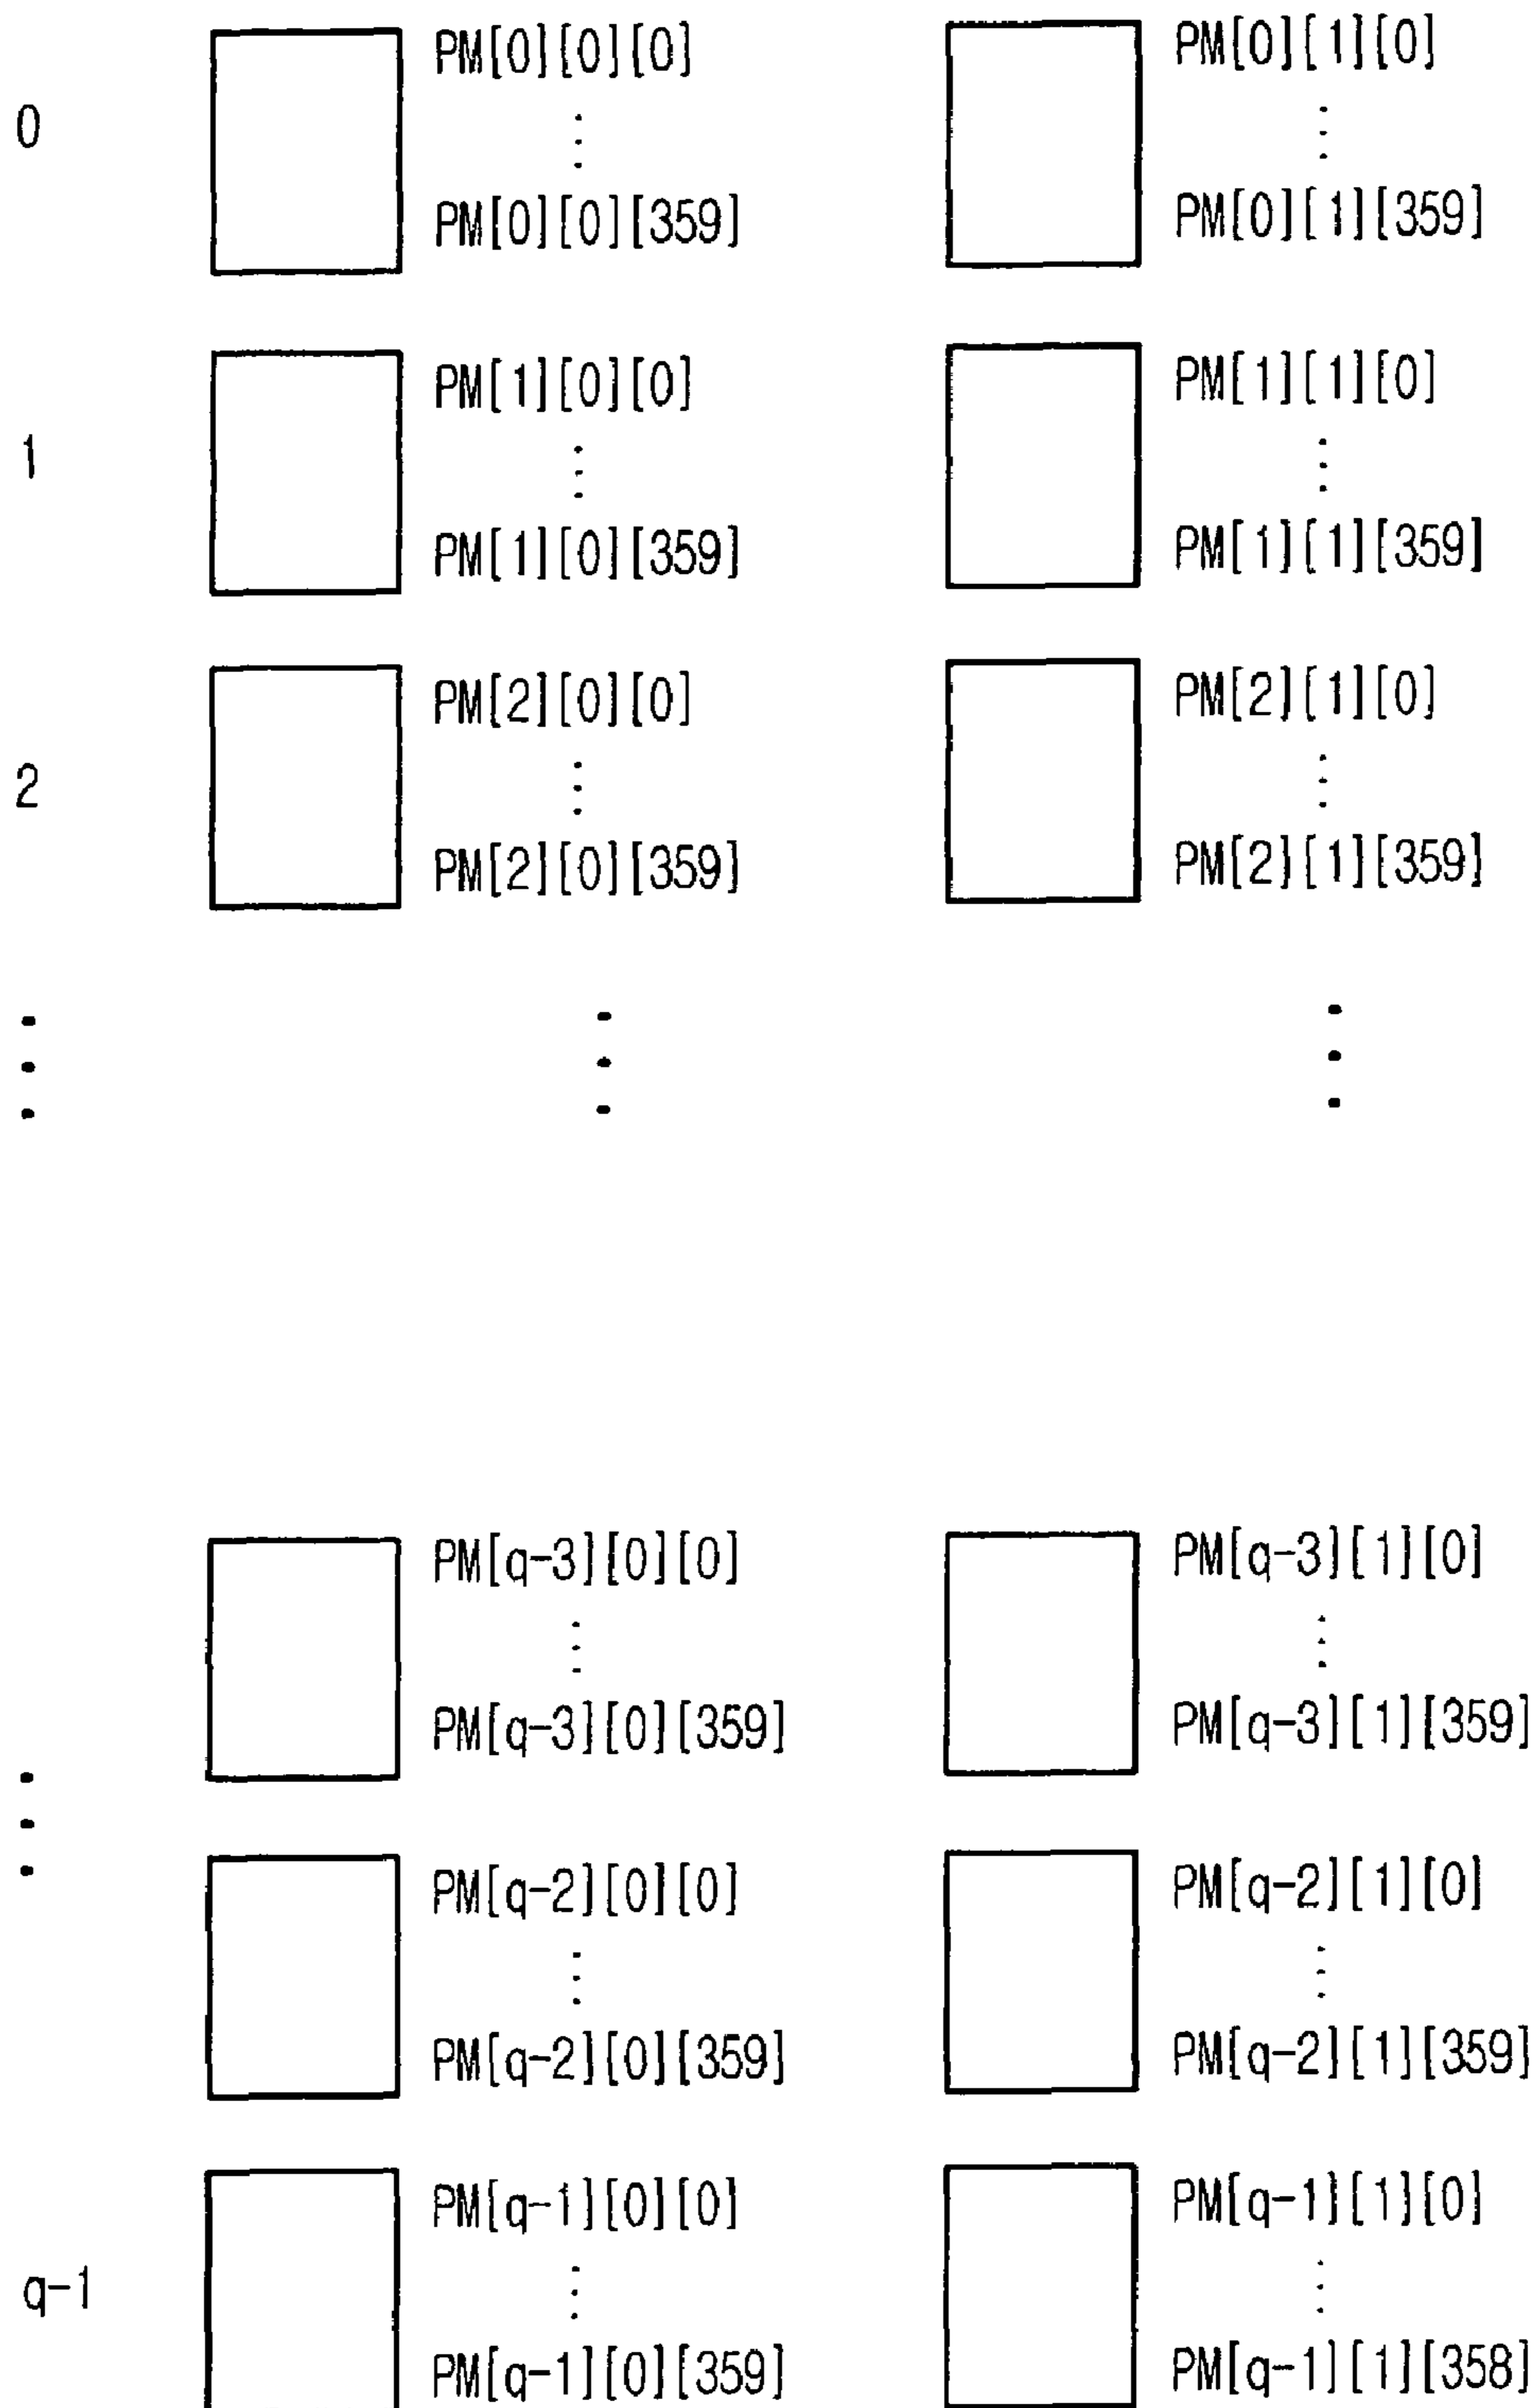 PM[0][0][0] PM[0][1][0]
0
PM[0][0][359] PM[0][1][359]
PM[1][0][0] PM[1][1][0]
1
PM[1][0][359] PM[1][1][359]
PM[2][0][0] PM[2][1][0]
2
PM[2][0][359] PM[2][1][359]
PM[q-3][0][0] PM[q-3][1][0]
PM[q-3][0][359] PM[q-3][1][359]
PM[q-2][0][0] PM[q-2][1][0]
PM[q-2][0][359] PM[q-2][1][359]
PM[q-1][0][0] PM[q-1][1][0]
q-1
PM[q-1][0][359] PM[q-1][1][358]